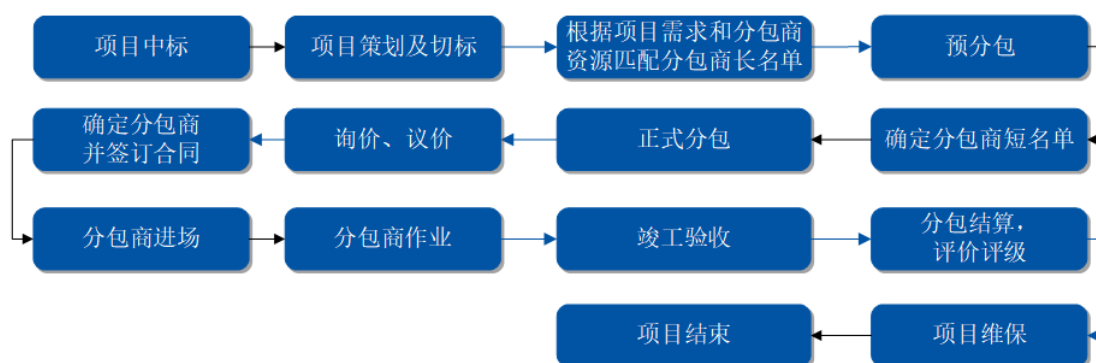 项目中标
项目策划及切标
根据项目需求和分包商
资源匹配分包商长名单
预分包
确定分包商短名单
正式分包
询价、议价
确定分包商
并签订合同
分包商进场
分包商作业
竣工验收
分包结算，
评价评级
项目维保
项目结束